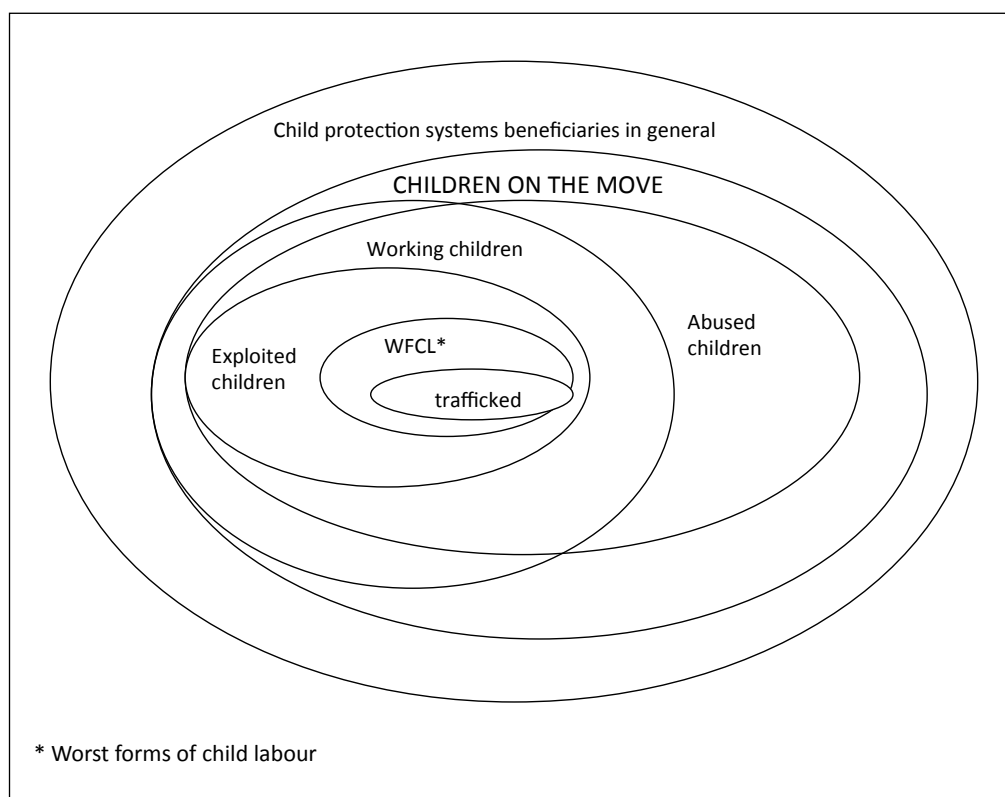 Child protection systems beneficiaries in general
CHILDREN ON THE MOVE
Working children
Abused
children
WFCL*
Exploited
children
trafficked
* Worst forms of child labour